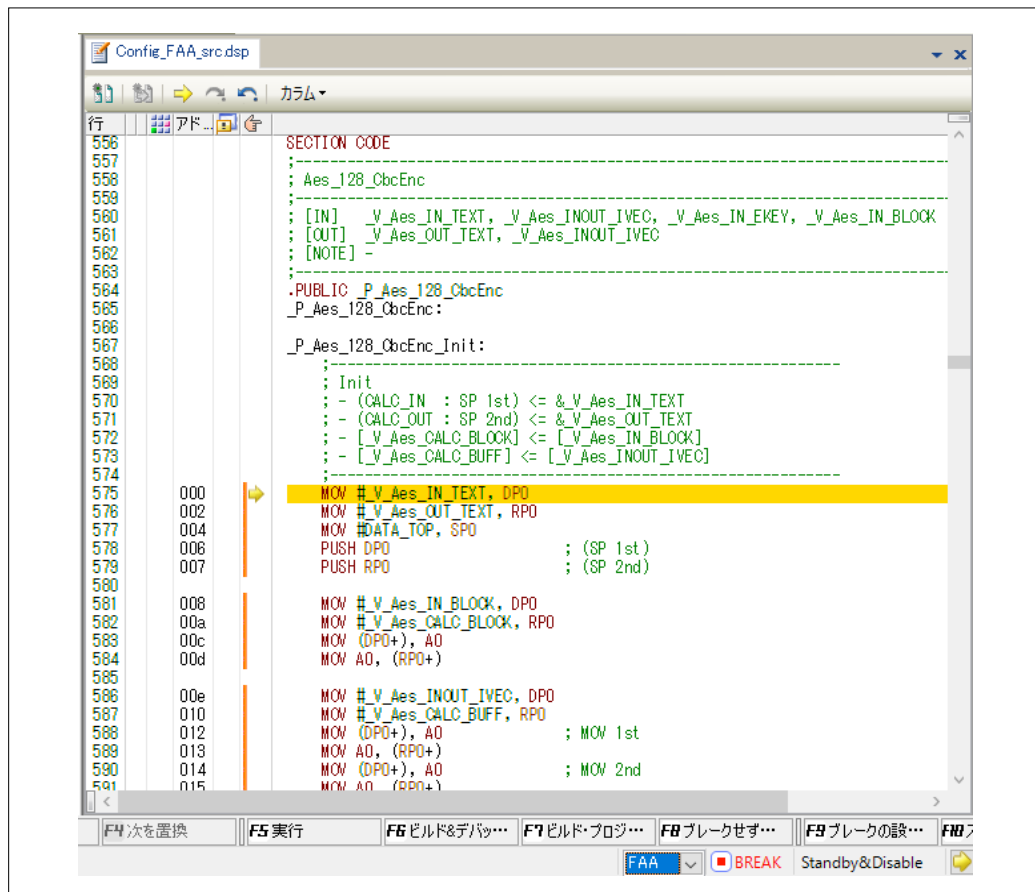 Config_FAA_src.dsp
カラム
行 アド...
556 SECTION CODE
557 ;----------------------------------------------------------------------
558 ; Aes_128_CbcEnc
559 ;----------------------------------------------------------------------
560 ; [IN] _V_Aes_IN_TEXT, _V_Aes_INOUT_IVEC, _V_Aes_IN_EKEY, _V_Aes_IN_BLOCK
561 ; [OUT] _V_Aes_OUT_TEXT, _V_Aes_INOUT_IVEC
562 ; [NOTE] -
563 ;----------------------------------------------------------------------
564 .PUBLIC _P_Aes_128_CbcEnc
565 _P_Aes_128_CbcEnc:
566
567 _P_Aes_128_CbcEnc_Init:
568 ;------------------------------------------------------
569 ; Init
570 ; - (CALC_IN : SP 1st) <= &_V_Aes_IN_TEXT
571 ; - (CALC_OUT : SP 2nd) <= &_V_Aes_OUT_TEXT
572 ; - [_V_Aes_CALC_BLOCK] <= [_V_Aes_IN_BLOCK]
573 ; - [_V_Aes_CALC_BUFF] <= [_V_Aes_INOUT_IVEC]
574 ;------------------------------------------------------
575 000 MOV #_V_Aes_IN_TEXT, DP0
576 002 MOV #_V_Aes_OUT_TEXT, RP0
577 004 MOV #DATA_TOP, SP0
578 006 PUSH DP0 ; (SP 1st)
579 007 PUSH RP0 ; (SP 2nd)
580
581 008 MOV #_V_Aes_IN_BLOCK, DP0
582 00a MOV #_V_Aes_CALC_BLOCK, RP0
583 00c MOV (DP0+), A0
584 00d MOV A0, (RP0+)
585
586 00e MOV #_V_Aes_INOUT_IVEC, DP0
587 010 MOV #_V_Aes_CALC_BUFF, RP0
588 012 MOV (DP0+), A0 ; MOV 1st
589 013 MOV A0, (RP0+)
590 014 MOV (DP0+), A0 ; MOV 2nd
591 015 MOV A0, (RP0+)
F4 次を置換 F5 実行 F6 ビルド&デバッ… F7 ビルド・プロジ… F8 ブレークせず… F9 ブレークの設… F10 ス
FAA BREAK Standby&Disable